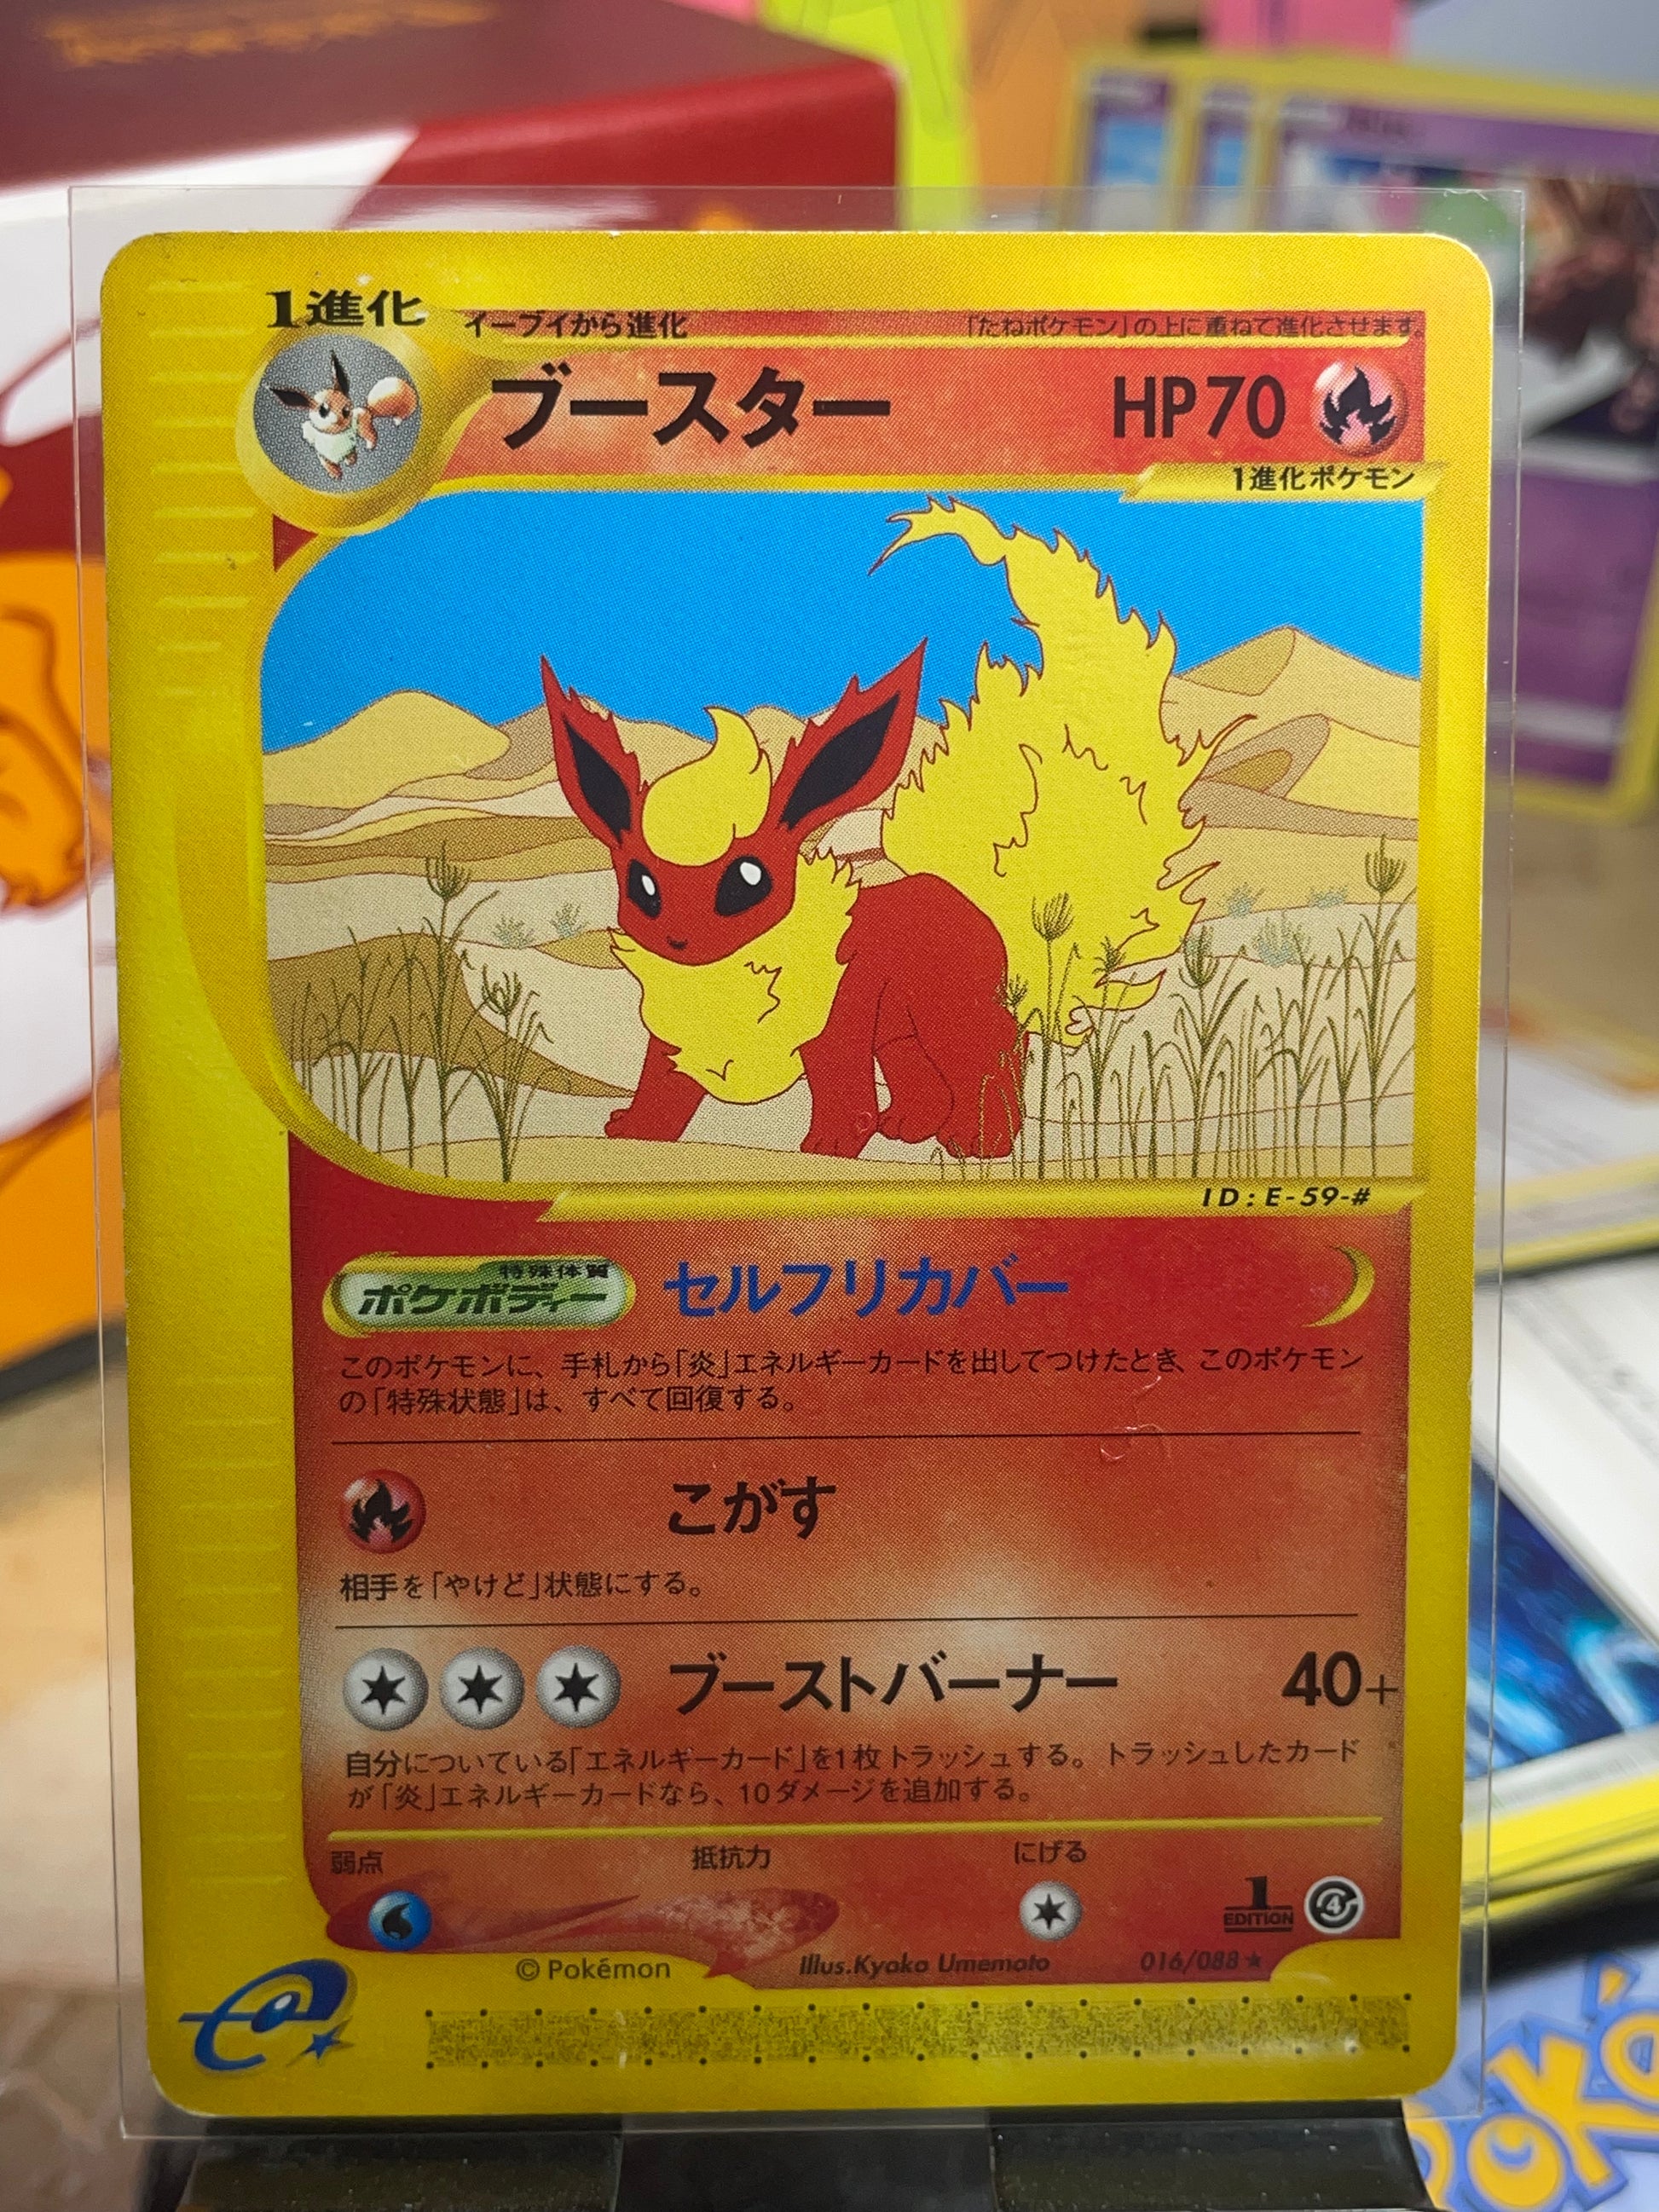 1進化
イーブイから進化
「たねポケモン」の上に重ねて進化させます。
ブースター
HP70
1進化ポケモン
ID:E-59-#
特殊体質
ポケボディー
セルフリカバー
このポケモンに、手札から「炎」エネルギーカードを出してつけたとき、このポケモン
の「特殊状態」は、すべて回復する。
こがす
相手を「やけど」状態にする。
ブーストバーナー 40+
自分についている「エネルギーカード」を1枚トラッシュする。トラッシュしたカード
が「炎」エネルギーカードなら、10ダメージを追加する。
弱点 抵抗力 にげる
1
EDITION
4
© Pokémon Illus.Kyoko Umemoto 016/088★
e
Poké